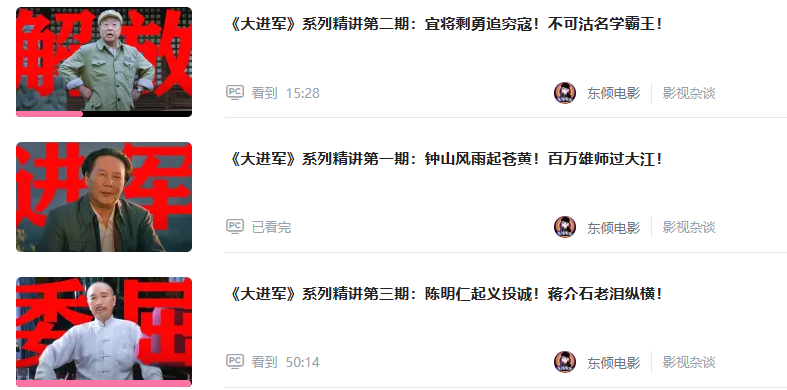 解放
《大进军》系列精讲第二期：宜将剩勇追穷寇！不可沽名学霸王！
PC 看到 15:28
东倾电影 影视杂谈
进军
《大进军》系列精讲第一期：钟山风雨起苍黄！百万雄师过大江！
PC 已看完
东倾电影 影视杂谈
委屈
《大进军》系列精讲第三期：陈明仁起义投诚！蒋介石老泪纵横！
PC 看到 50:14
东倾电影 影视杂谈